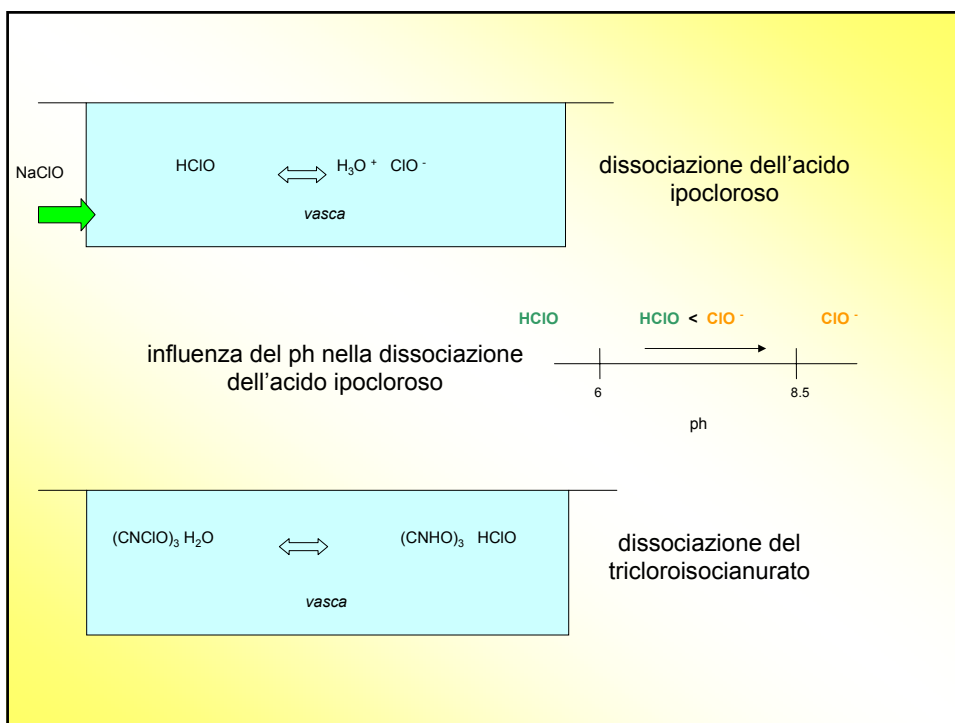 NaClO
HClO ⇔ H₃O⁺ ClO⁻
vasca
dissociazione dell'acido
ipocloroso
influenza del ph nella dissociazione
dell'acido ipocloroso
HClO HClO < ClO⁻ ClO⁻
6 8.5
ph
(CNClO)₃ H₂O ⇔ (CNHO)₃ HClO
vasca
dissociazione del
tricloroisocianurato